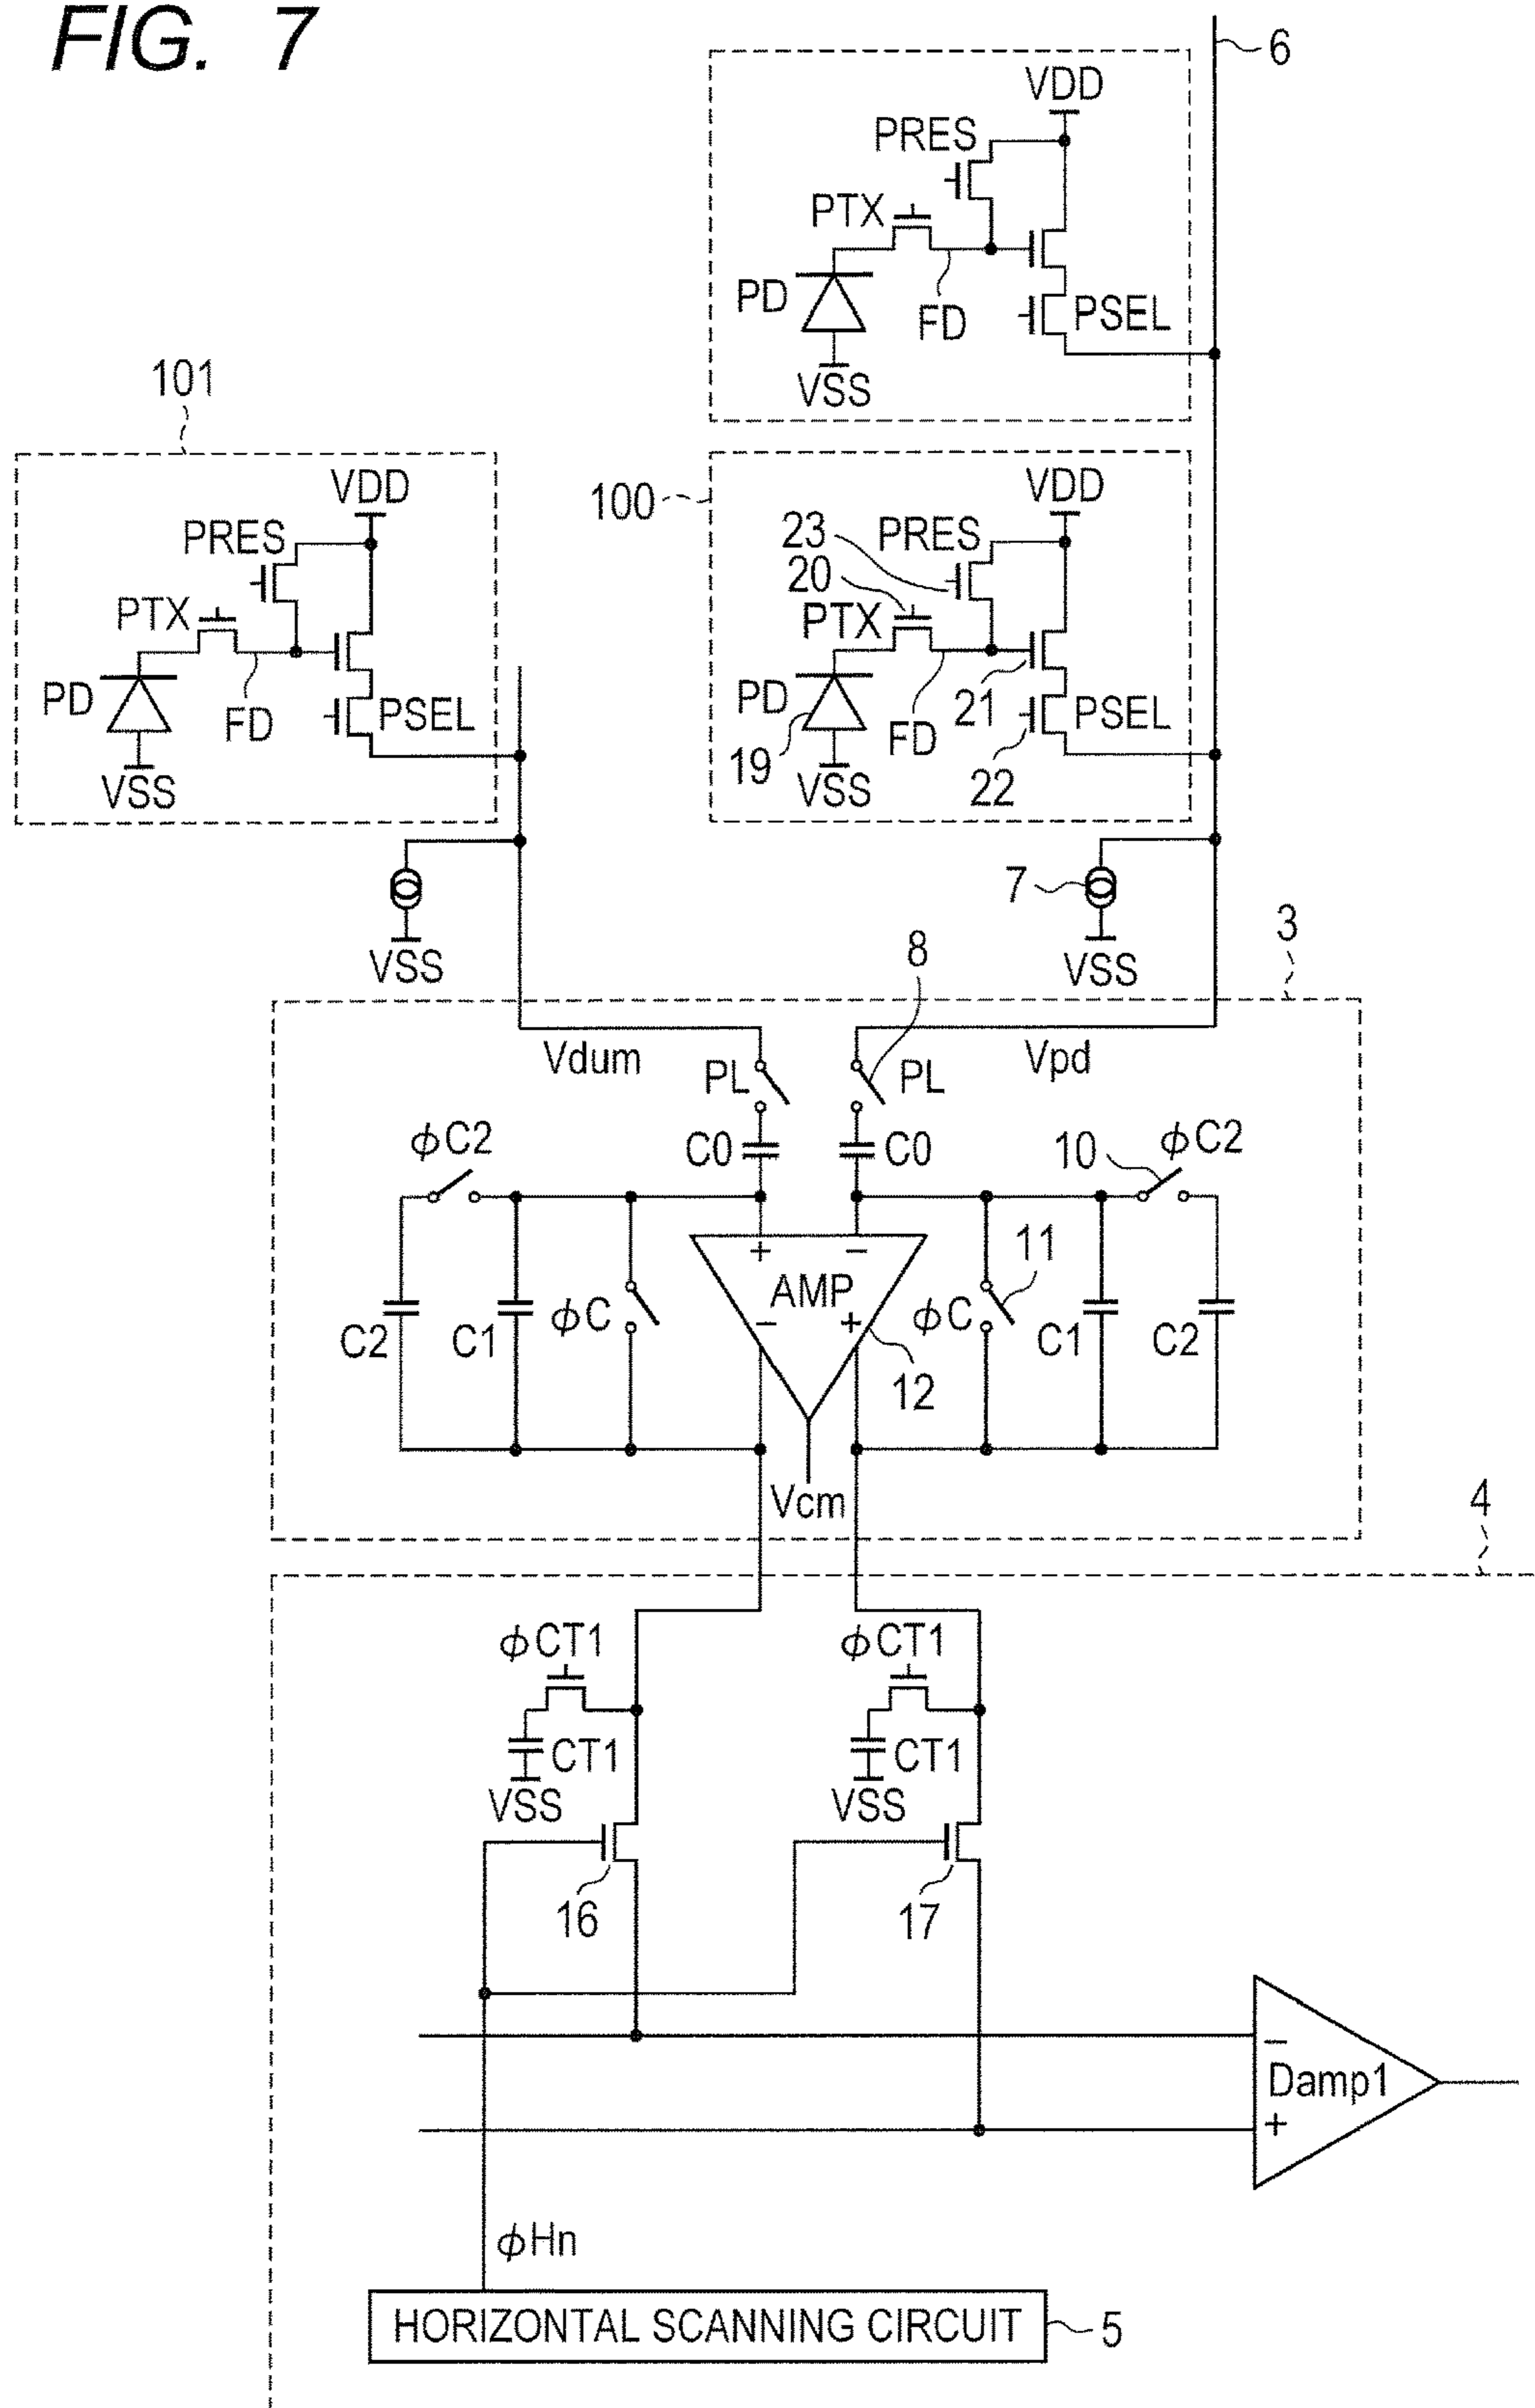 FIG. 7
6
VDD
PRES
PTX
PD
FD
PSEL
VSS
101
VDD
PRES
PTX
PD
FD
PSEL
VSS
VSS
100
VDD
23
PRES
20
PTX
PD
21
PSEL
FD
19
VSS
22
7
VSS
3
8
Vdum
Vpd
PL
PL
C0
C0
ϕC2
10
ϕC2
11
+
−
AMP
−
+
ϕC
ϕC
C2
C1
C1
C2
12
Vcm
4
ϕCT1
ϕCT1
CT1
CT1
VSS
VSS
16
17
−
Damp1
+
ϕHn
HORIZONTAL SCANNING CIRCUIT
5